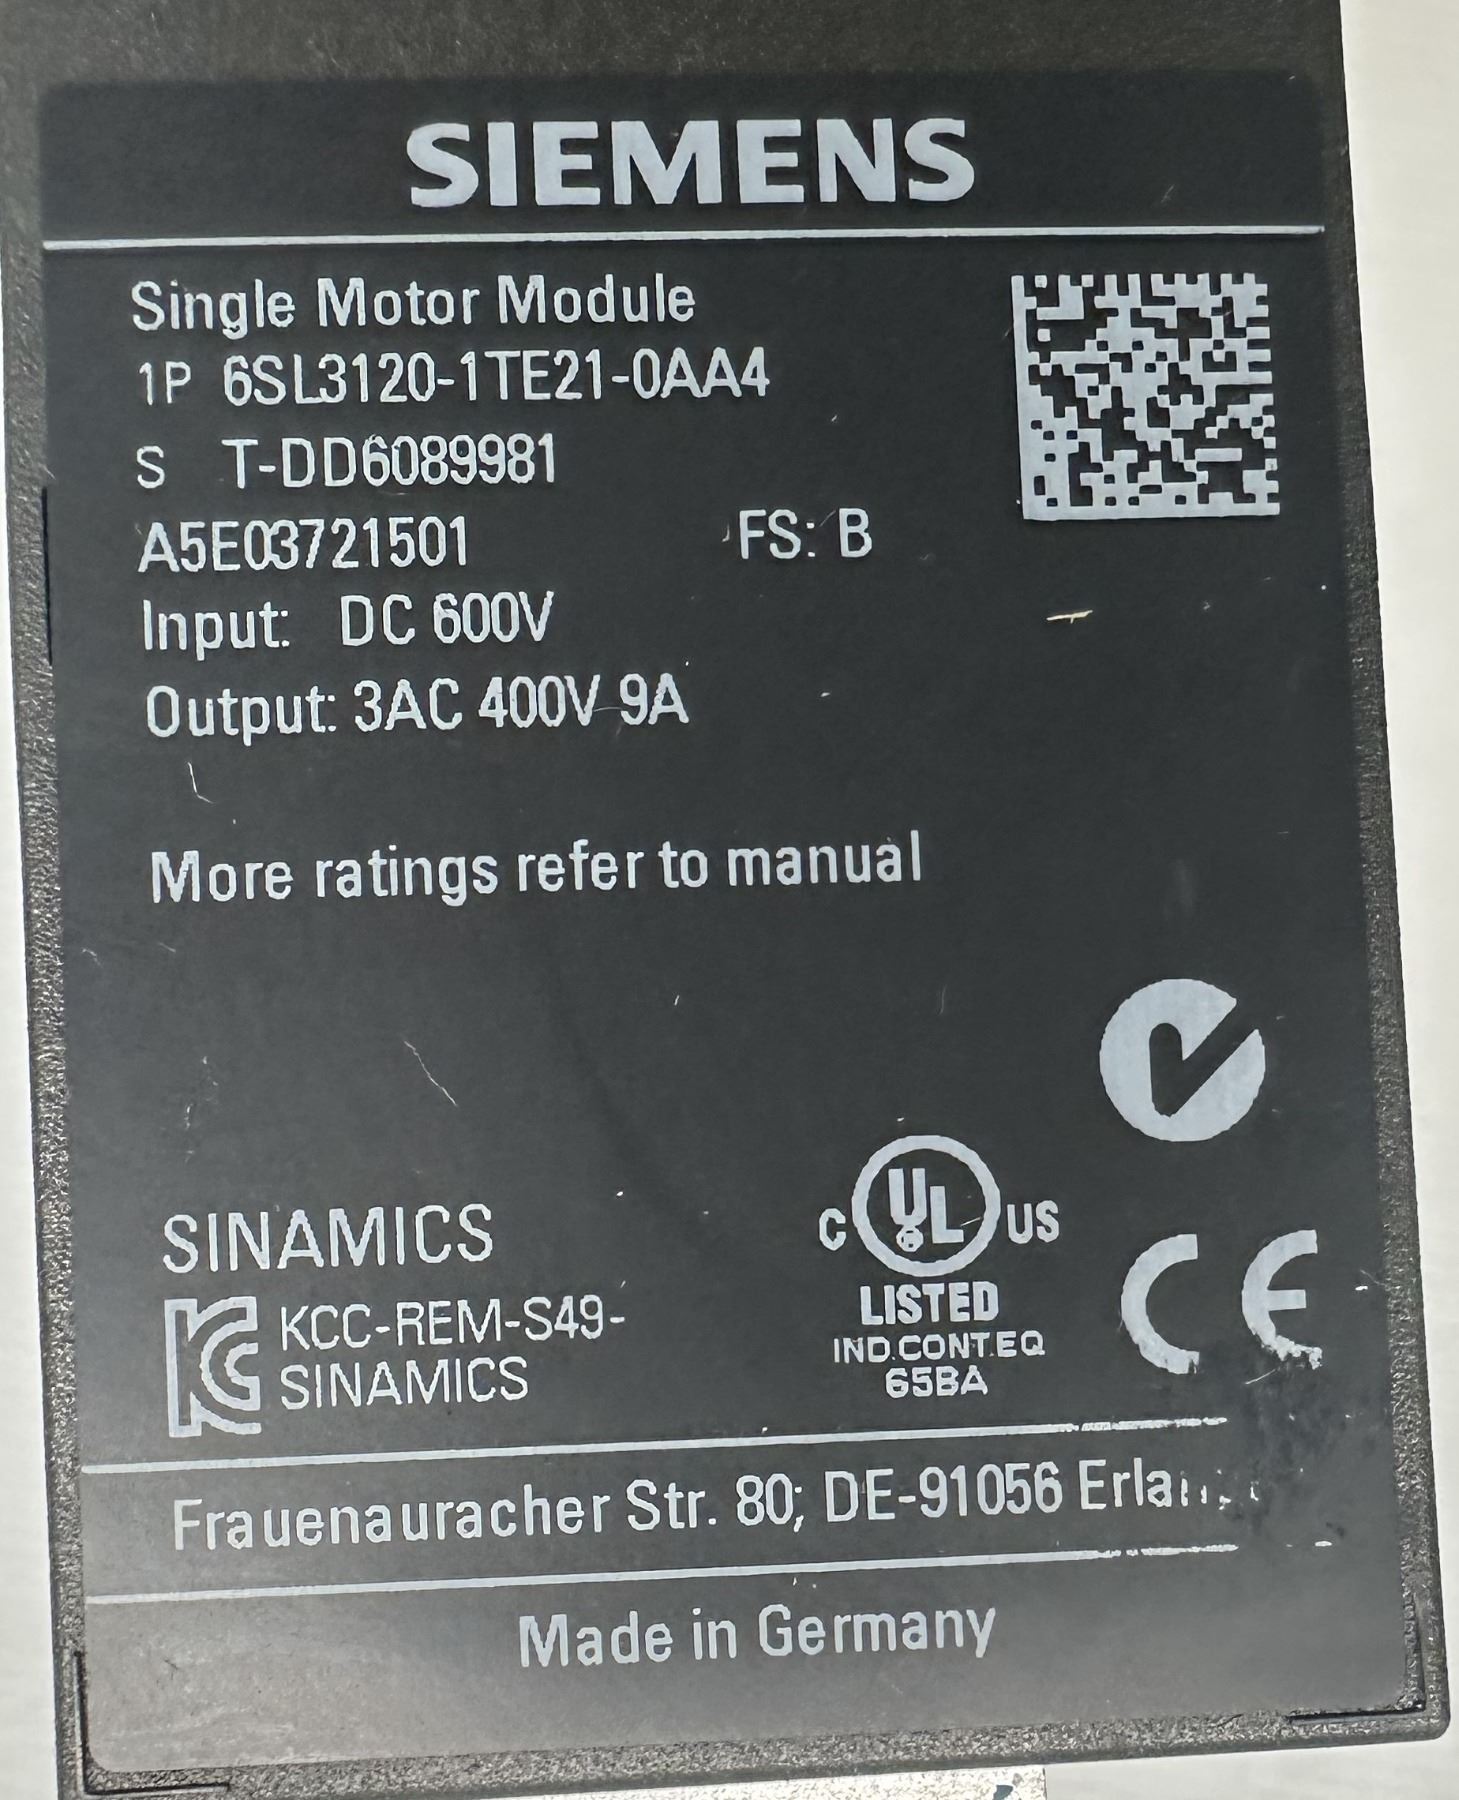 SIEMENS
Single Motor Module
1P 6SL3120-1TE21-0AA4
S T-DD6089981
A5E03721501 FS: B
Input: DC 600V
Output: 3AC 400V 9A
More ratings refer to manual
SINAMICS
C UL US
LISTED
IND.CONT.EQ
65BA
CE
KCC-REM-S49-
SINAMICS
Frauenauracher Str. 80; DE-91056
Made in Germany